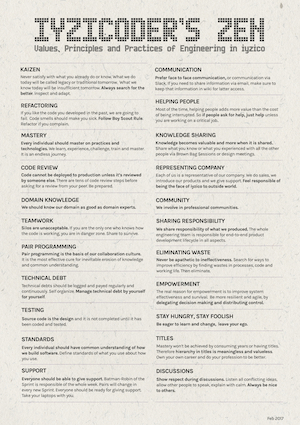 IYZICODER'S ZEN
Values, Principles and Practices of Engineering in iyzico
KAIZEN
Never satisfy with what you already do or know. What we do
today will be called legacy or traditional tomorrow. What we
know today will be insufficient tomorrow. Always search for the
better. Inspect and adapt.
REFACTORING
If you like the code you developed in the past, we are going to
fail. Code smells should make you sick. Follow Boy Scout Rule.
Refactor if complain.
MASTERY
Every individual should master on practices and
technologies. We learn, experience, challenge, train and master.
It is an endless journey.
CODE REVIEW
Code cannot be deployed to production unless it's reviewed
by someone else. There are tens of code review steps before
asking for a review from your peer. Be prepared.
DOMAIN KNOWLEDGE
We should know our domain as good as domain experts.
TEAMWORK
Silos are unacceptable. If you are the only one who knows how
the code is working, you are in danger zone. Share to survive.
PAIR PROGRAMMING
Pair programming is the basis of our collaboration culture.
It is the most effective cure for inevitable erosion of knowledge
and common understanding.
TECHNICAL DEBT
Technical debts should be logged and payed regularly and
continuously. Self organise. Manage technical debt by yourself
for yourself.
TESTING
Source code is the design and it is not completed until it has
been coded and tested.
STANDARDS
Every individual should have common understanding of how
we build software. Define standards of what you use about how
you use.
SUPPORT
Everyone should be able to give support. Batman-Robin of the
Sprint is responsible of the whole week. Pairs will change in
every new Sprint. Everyone should be ready for giving support.
Take your laptops with you.
COMMUNICATION
Prefer face to face communication, or communication via
Slack. If you need to share information via email, make sure to
keep that information in wiki for later access.
HELPING PEOPLE
Most of the time, helping people adds more value than the cost
of being interrupted. So if people ask for help, just help unless
you are working on a critical job.
KNOWLEDGE SHARING
Knowledge becomes valuable and more when it is shared.
Share what you know or what you experienced with all the other
people via Brown Bag Sessions or design meetings.
REPRESENTING COMPANY
Each of us is a representative of our company. We do sales, we
introduce our products and we give support. Feel responsible of
being the face of iyzico to outside world.
COMMUNITY
We involve in professional communities.
SHARING RESPONSIBILITY
We share responsibility of what we produced. The whole
engineering team is responsible for end-to-end product
development lifecycle in all aspects.
ELIMINATING WASTE
Never be apathetic to ineffectiveness. Search for ways to
improve efficiency by finding wastes in processes, code and
working life. Then eliminate.
EMPOWERMENT
The real reason for empowerment is to improve system
effectiveness and survival. Be more resilient and agile, by
delegating decision making and distributing control.
STAY HUNGRY, STAY FOOLISH
Be eager to learn and change, leave your ego.
TITLES
Mastery won't be achieved by consuming years or having titles.
Therefore hierarchy in titles is meaningless and valueless.
Own your own career and do your profession to be better.
DISCUSSIONS
Show respect during discussions. Listen all conflicting ideas,
allow other people to speak, explain with calm. Always be nice
to others.
Feb 2017